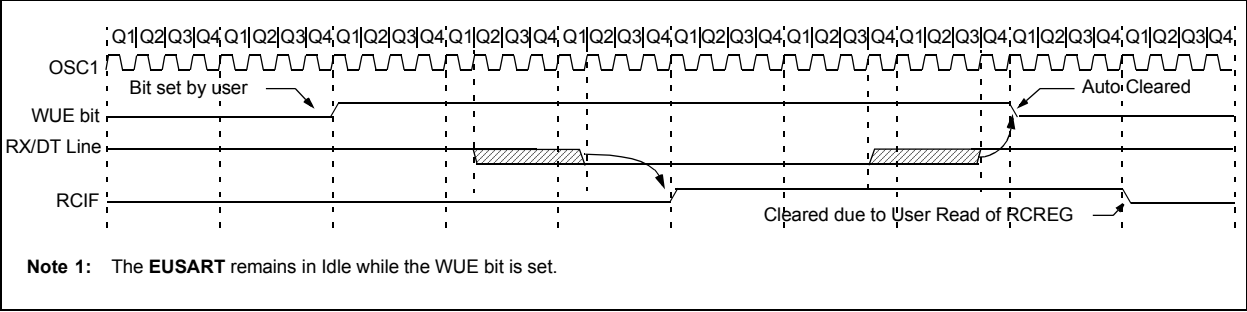 Q1 Q2 Q3 Q4 Q1 Q2 Q3 Q4 Q1 Q2 Q3 Q4 Q1 Q2 Q3 Q4 Q1 Q2 Q3 Q4 Q1 Q2 Q3 Q4 Q1 Q2 Q3 Q4 Q1 Q2 Q3 Q4 Q1 Q2 Q3 Q4 Q1 Q2 Q3 Q4
OSC1
Bit set by user
Auto Cleared
WUE bit
RX/DT Line
RCIF
Cleared due to User Read of RCREG
Note 1: The EUSART remains in Idle while the WUE bit is set.